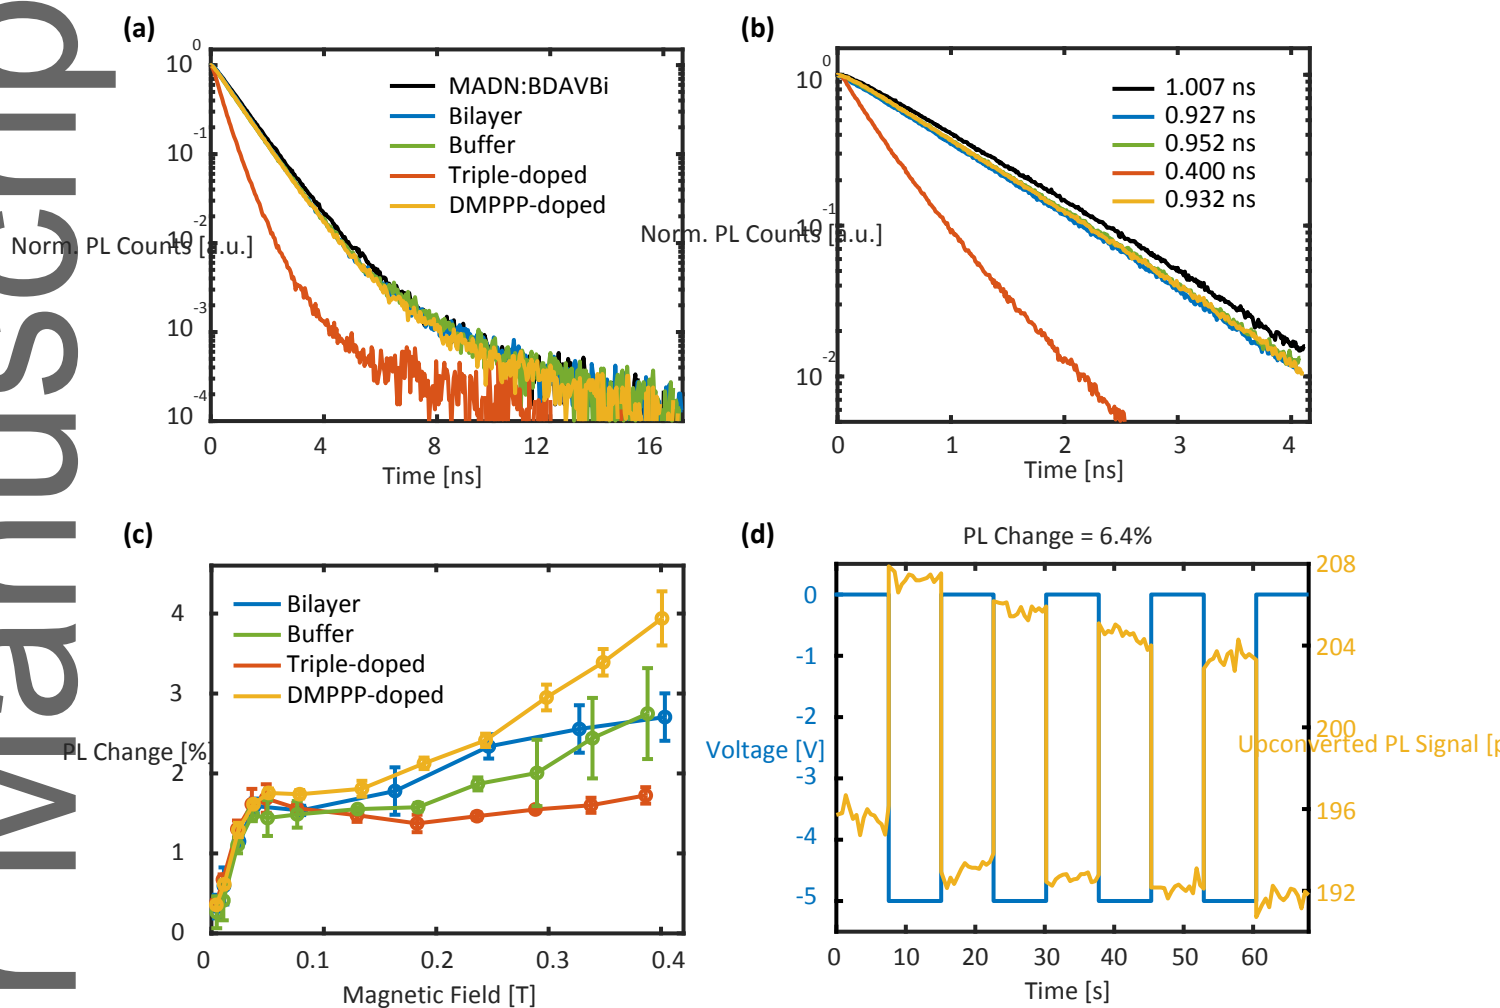 r Manuscrip
(a)
10 0
10 -1
10 -2
10 -3
10 -4
Norm. PL Counts [a.u.]
MADN:BDAVBi
Bilayer
Buffer
Triple-doped
DMPPP-doped
0 4 8 12 16
Time [ns]
(b)
10 0
10 -1
10 -2
Norm. PL Counts [a.u.]
1.007 ns
0.927 ns
0.952 ns
0.400 ns
0.932 ns
0 1 2 3 4
Time [ns]
(c)
4
3
2
1
0
PL Change [%]
Bilayer
Buffer
Triple-doped
DMPPP-doped
0 0.1 0.2 0.3 0.4
Magnetic Field [T]
(d)
PL Change = 6.4%
0
-1
-2
-3
-4
-5
Voltage [V]
208
204
200
196
192
Upconverted PL Signal [p
0 10 20 30 40 50 60
Time [s]